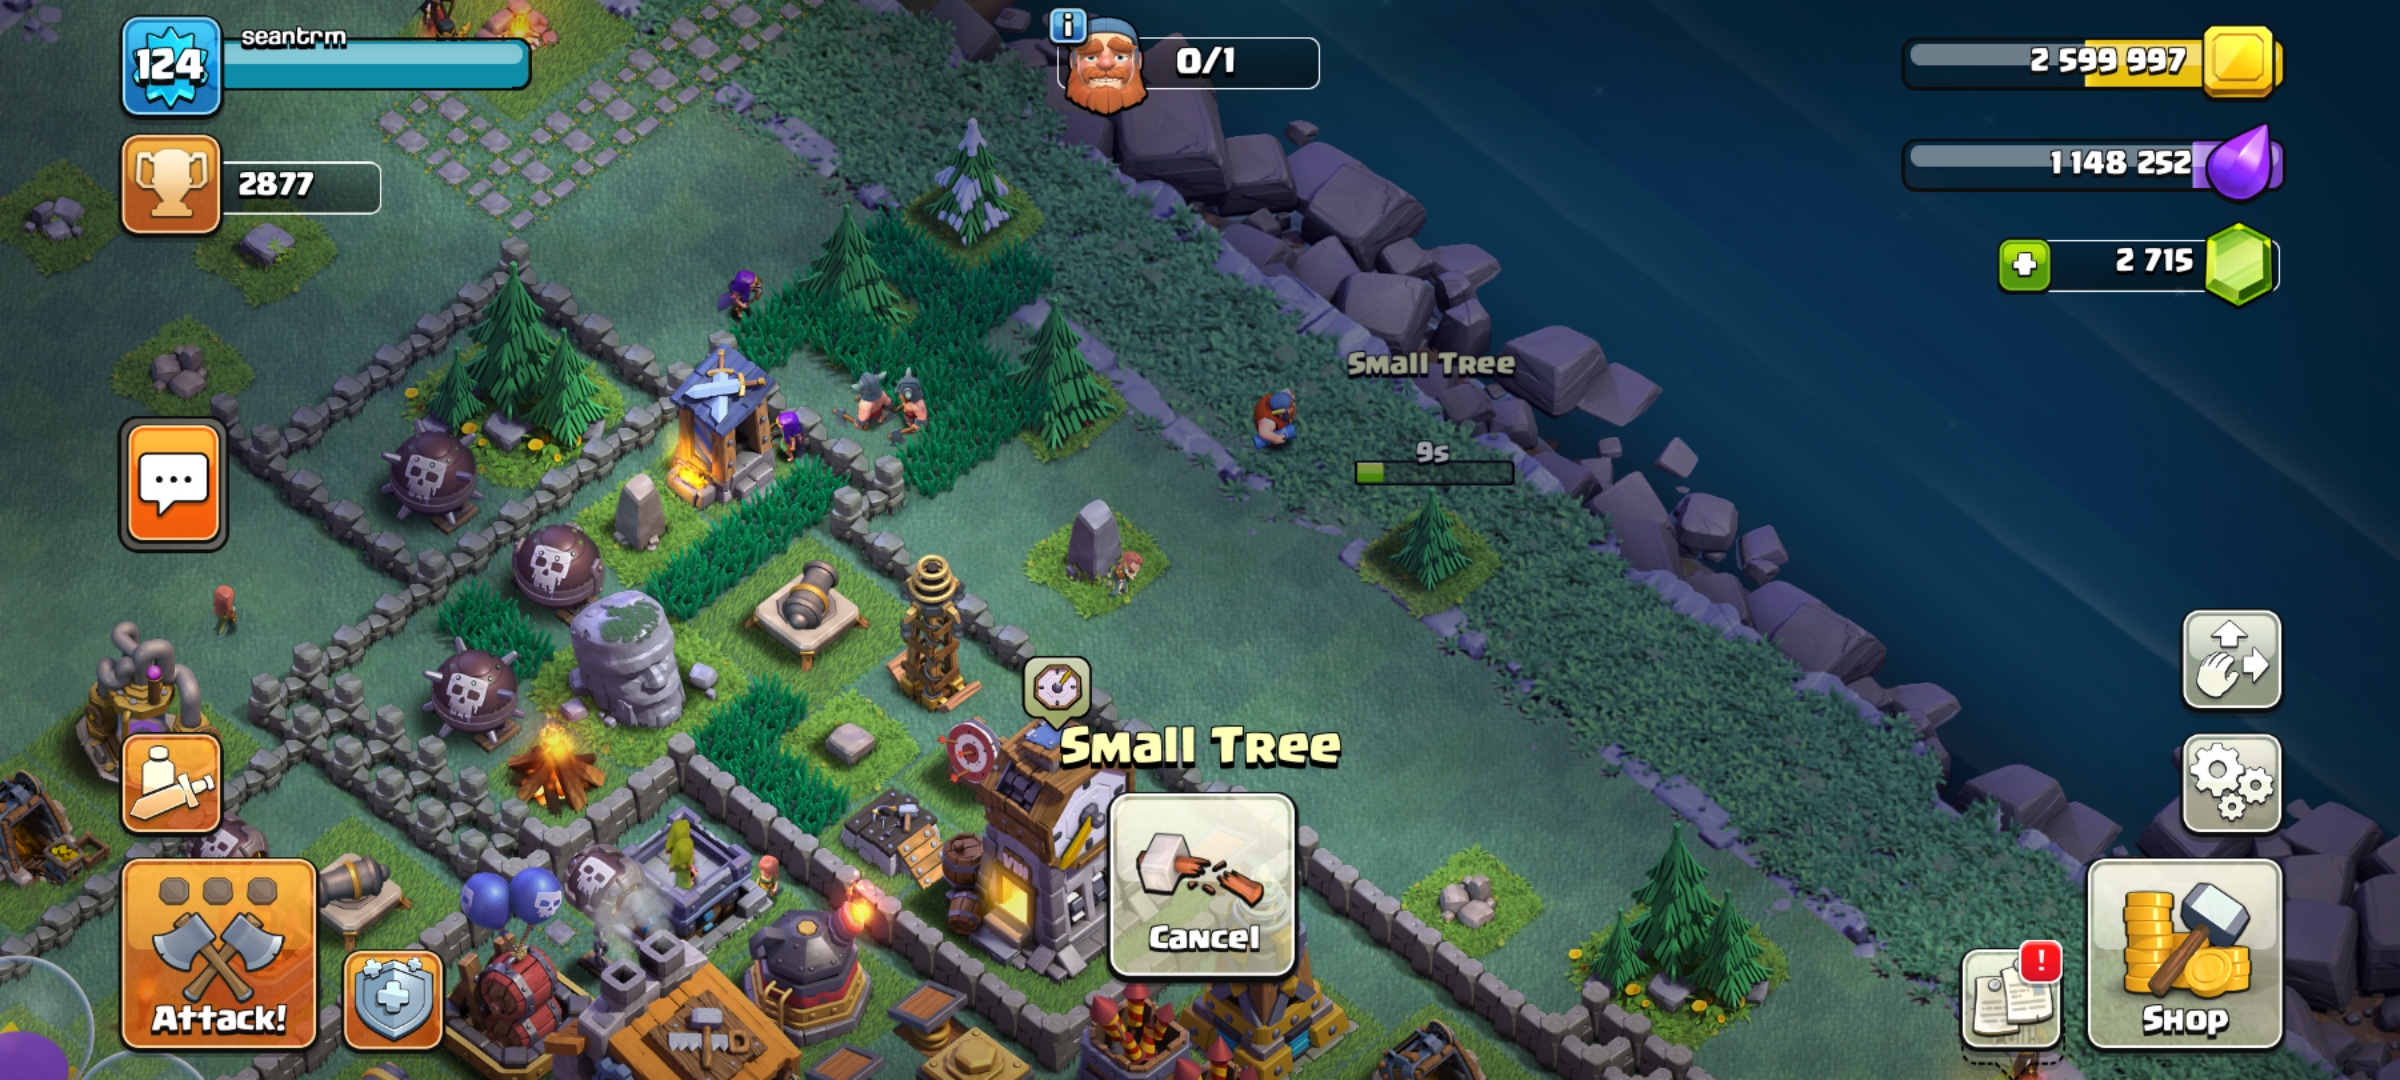 124
seantrm
0/1
2 599 997
2877
1 148 252
2 715
Small Tree
9s
Small Tree
VIII
Cancel
Attack!
!
Shop